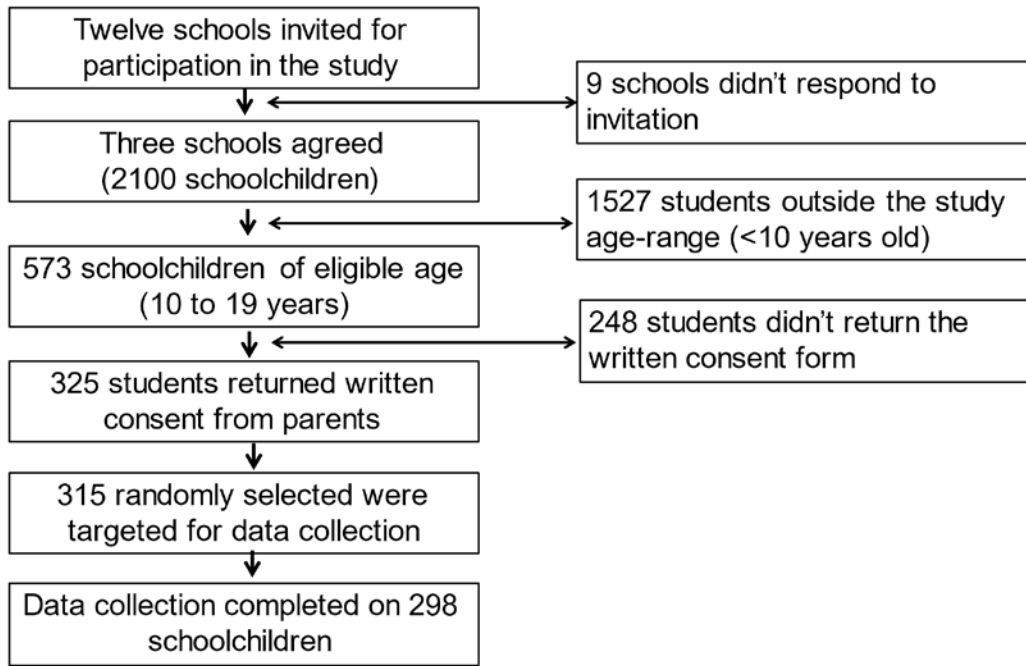 Twelve schools invited for
participation in the study
9 schools didn’t respond to
invitation
Three schools agreed
(2100 schoolchildren)
1527 students outside the study
age-range (<10 years old)
573 schoolchildren of eligible age
(10 to 19 years)
248 students didn’t return the
written consent form
325 students returned written
consent from parents
315 randomly selected were
targeted for data collection
Data collection completed on 298
schoolchildren